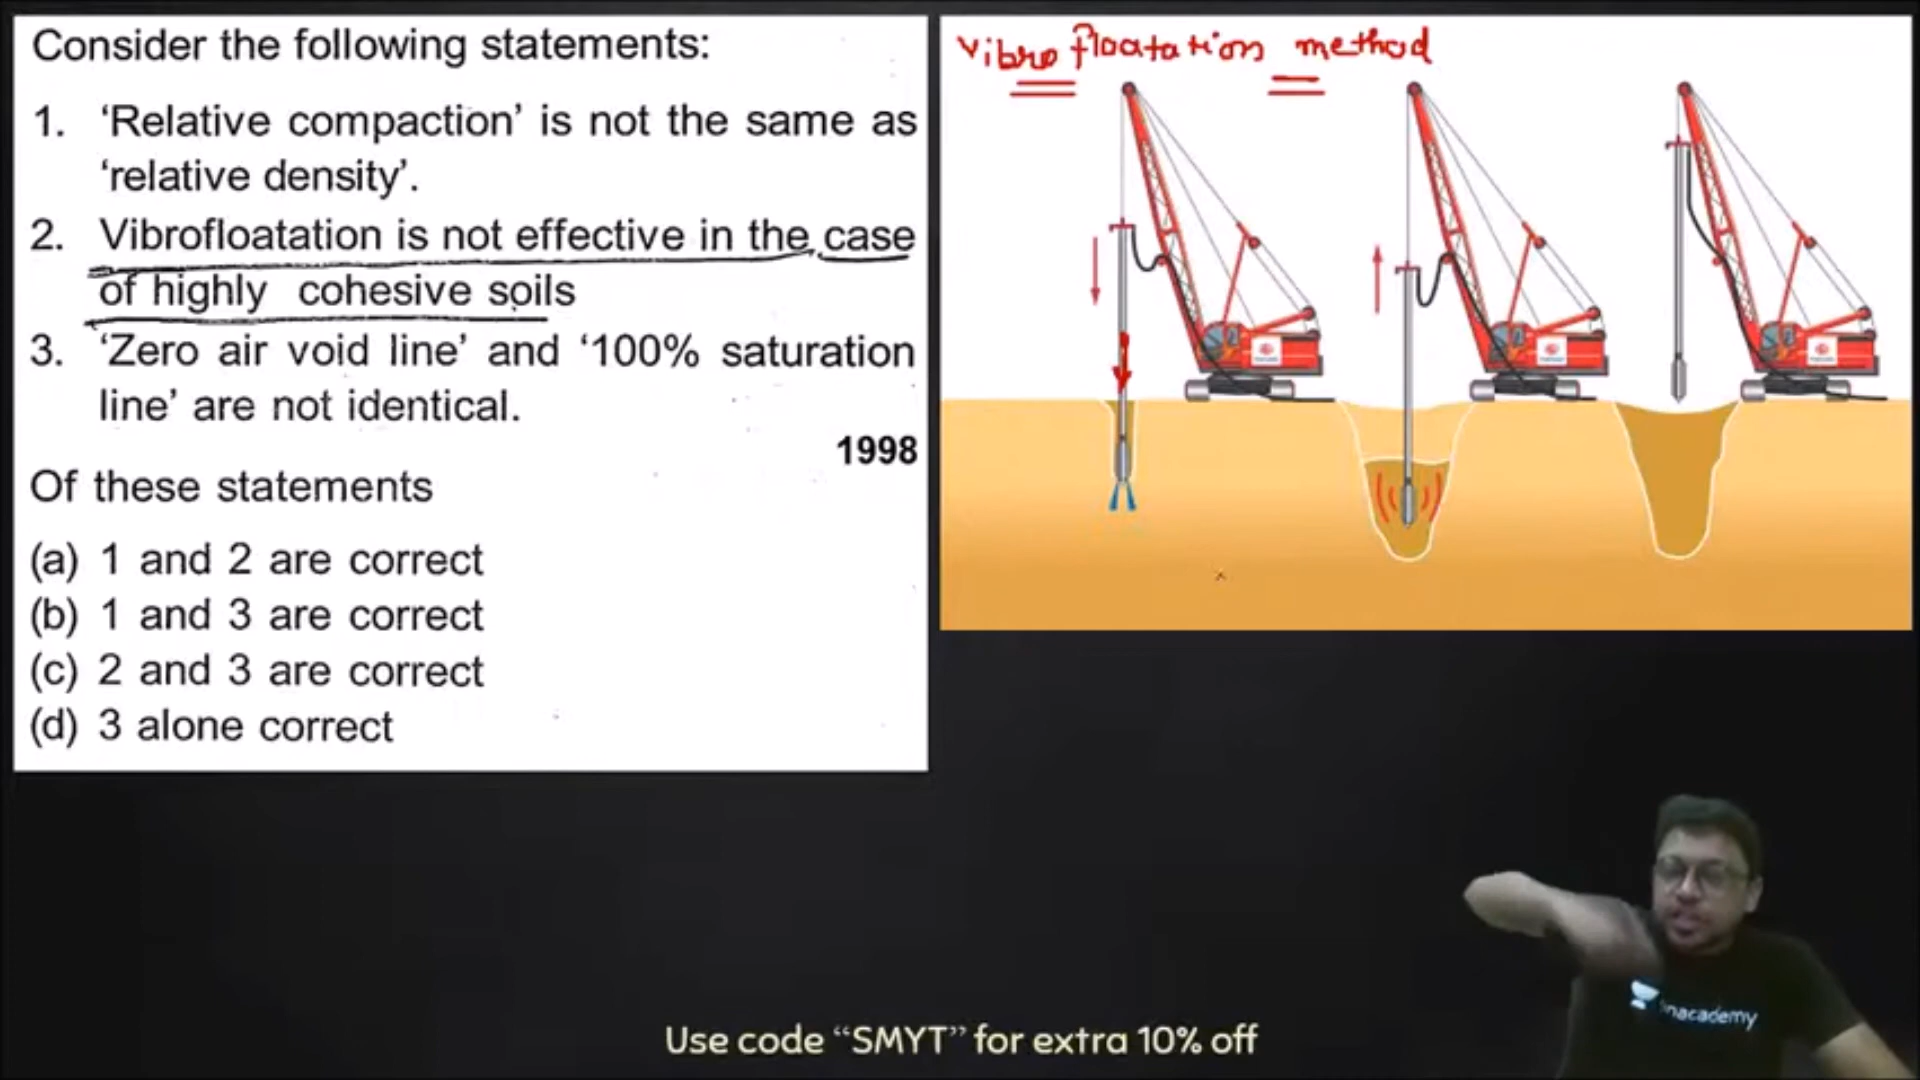 Consider the following statements:
1. ‘Relative compaction’ is not the same as
‘relative density’.
2. Vibrofloatation is not effective in the case
of highly cohesive soils
3. ‘Zero air void line’ and ‘100% saturation
line’ are not identical.
1998
Of these statements
(a) 1 and 2 are correct
(b) 1 and 3 are correct
(c) 2 and 3 are correct
(d) 3 alone correct
Vibro floatation method
unacademy
Use code “SMYT” for extra 10% off